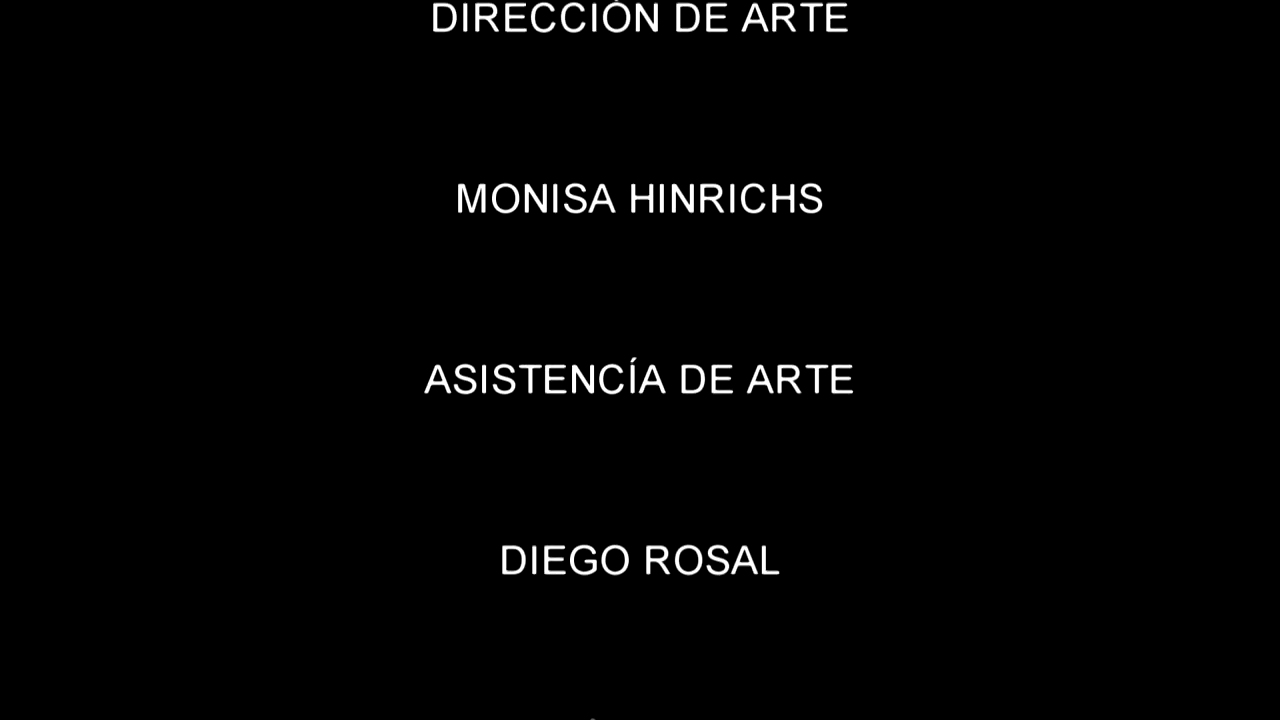 DIRECCIÓN DE ARTE
MONISA HINRICHS
ASISTENCÍA DE ARTE
DIEGO ROSAL